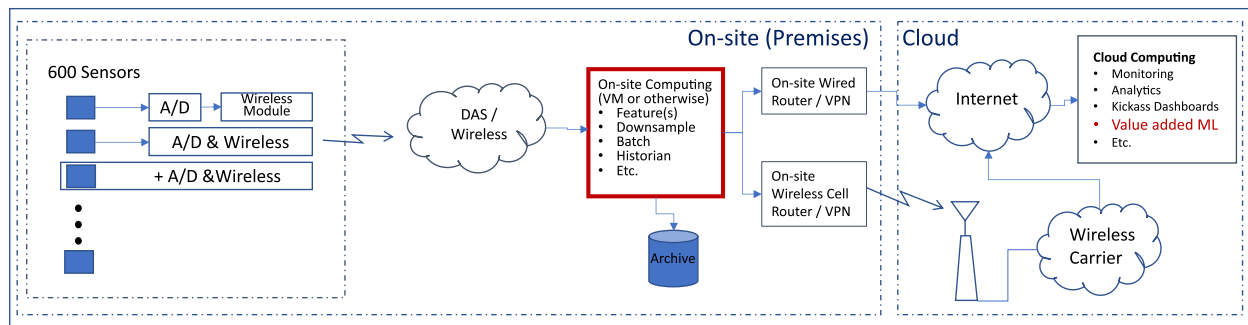 On-site (Premises)
Cloud
600 Sensors
A/D
Wireless
Module
A/D & Wireless
+ A/D &Wireless
DAS /
Wireless
On-site Computing
(VM or otherwise)
• Feature(s)
• Downsample
• Batch
• Historian
• Etc.
Archive
On-site Wired
Router / VPN
On-site
Wireless Cell
Router / VPN
Internet
Wireless
Carrier
Cloud Computing
• Monitoring
• Analytics
• Kickass Dashboards
• Value added ML
• Etc.